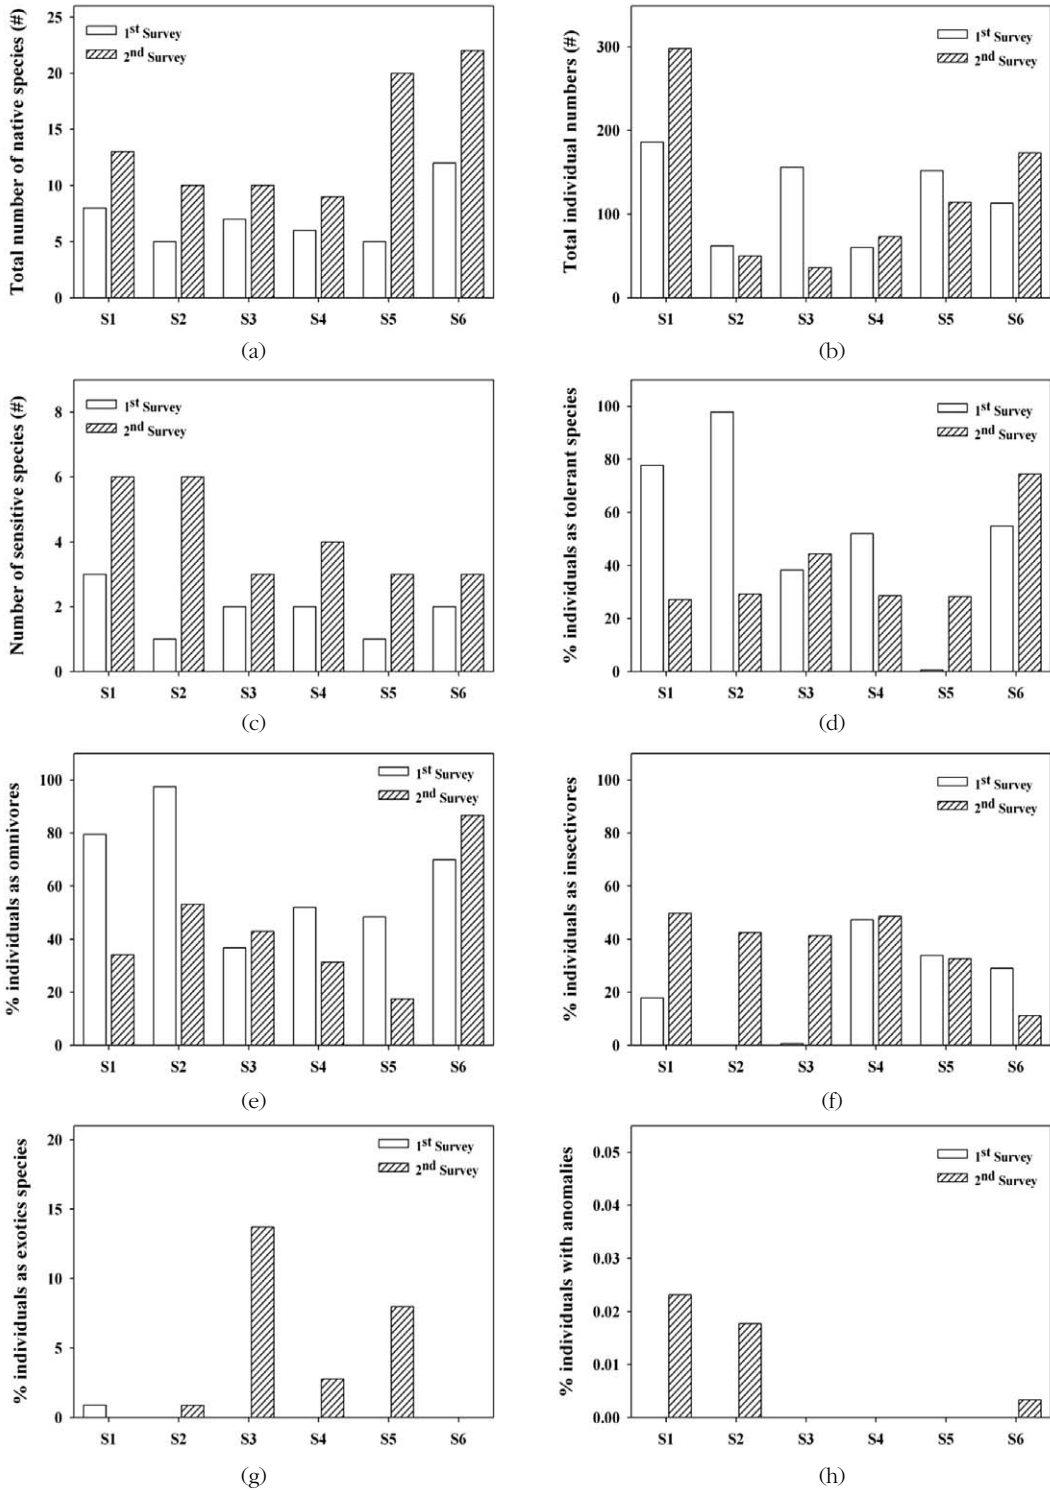 Total number of native species (#)
25
20
15
10
5
0
1st Survey
2nd Survey
S1 S2 S3 S4 S5 S6
(a)
Total individual numbers (#)
300
200
100
0
1st Survey
2nd Survey
S1 S2 S3 S4 S5 S6
(b)
Number of sensitive species (#)
8
6
4
2
0
1st Survey
2nd Survey
S1 S2 S3 S4 S5 S6
(c)
% individuals as tolerant species
100
80
60
40
20
0
1st Survey
2nd Survey
S1 S2 S3 S4 S5 S6
(d)
% individuals as omnivores
100
80
60
40
20
0
1st Survey
2nd Survey
S1 S2 S3 S4 S5 S6
(e)
% individuals as insectivores
100
80
60
40
20
0
1st Survey
2nd Survey
S1 S2 S3 S4 S5 S6
(f)
% individuals as exotics species
20
15
10
5
0
1st Survey
2nd Survey
S1 S2 S3 S4 S5 S6
(g)
% individuals with anomalies
0.05
0.04
0.03
0.02
0.01
0.00
1st Survey
2nd Survey
S1 S2 S3 S4 S5 S6
(h)